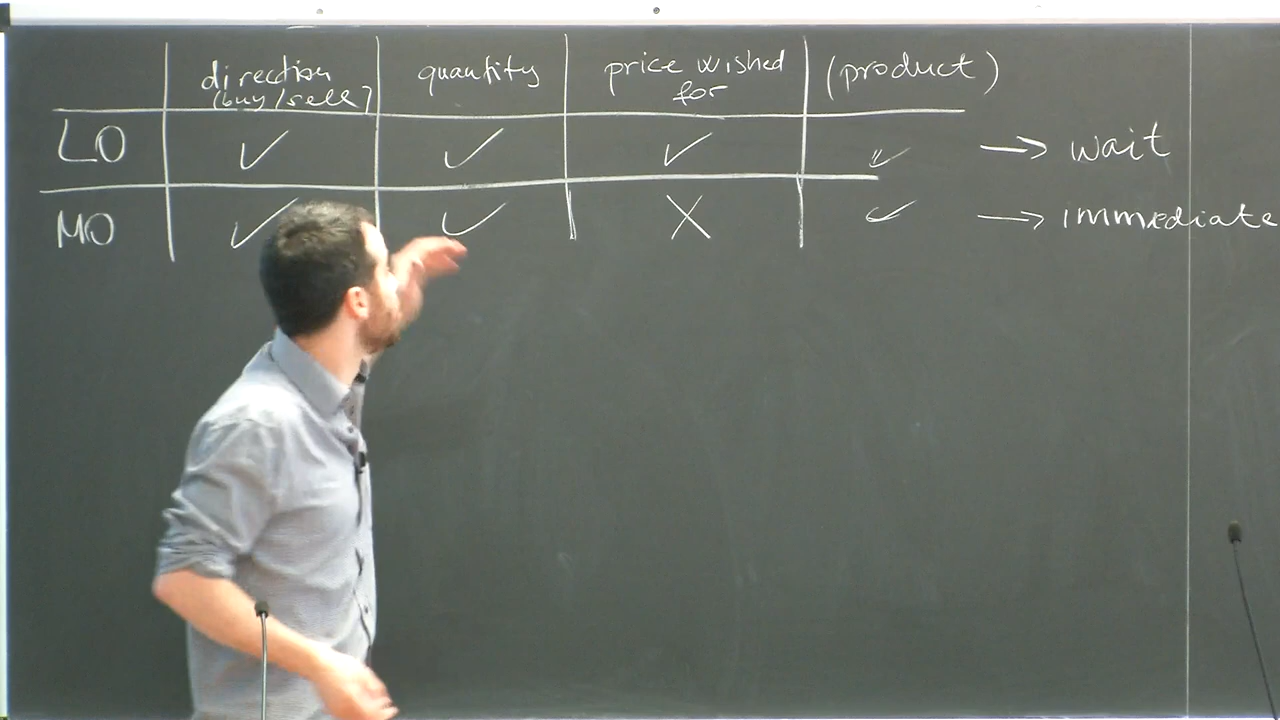 direction quantity price wished (product)
(buy/sell) for
LO ✓ ✓ ✓ ✓ → wait
MO ✓ ✓ X ✓ → immediate